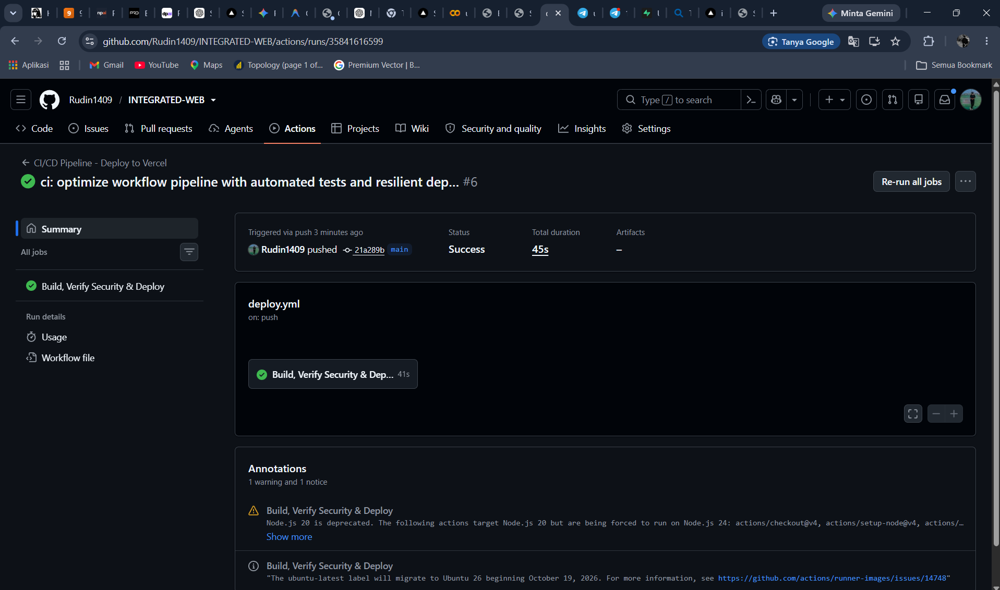 Minta Gemini
github.com/Rudin1409/INTEGRATED-WEB/actions/runs/35841616599
Tanya Google
Aplikasi
Gmail
YouTube
Maps
Topology (page 1 of...
Premium Vector | B...
Semua Bookmark
Rudin1409 / INTEGRATED-WEB
Type / to search
Code
Issues
Pull requests
Agents
Actions
Projects
Wiki
Security and quality
Insights
Settings
CI/CD Pipeline - Deploy to Vercel
ci: optimize workflow pipeline with automated tests and resilient dep... #6
Re-run all jobs
Summary
All jobs
Build, Verify Security & Deploy
Run details
Usage
Workflow file
Triggered via push 3 minutes ago
Rudin1409 pushed 21a289b main
Status
Success
Total duration
45s
Artifacts
–
deploy.yml
on: push
Build, Verify Security & Dep... 41s
Annotations
1 warning and 1 notice
Build, Verify Security & Deploy
Node.js 20 is deprecated. The following actions target Node.js 20 but are being forced to run on Node.js 24: actions/checkout@v4, actions/setup-node@v4, actions/…
Show more
Build, Verify Security & Deploy
"The ubuntu-latest label will migrate to Ubuntu 26 beginning October 19, 2026. For more information, see https://github.com/actions/runner-images/issues/14748"